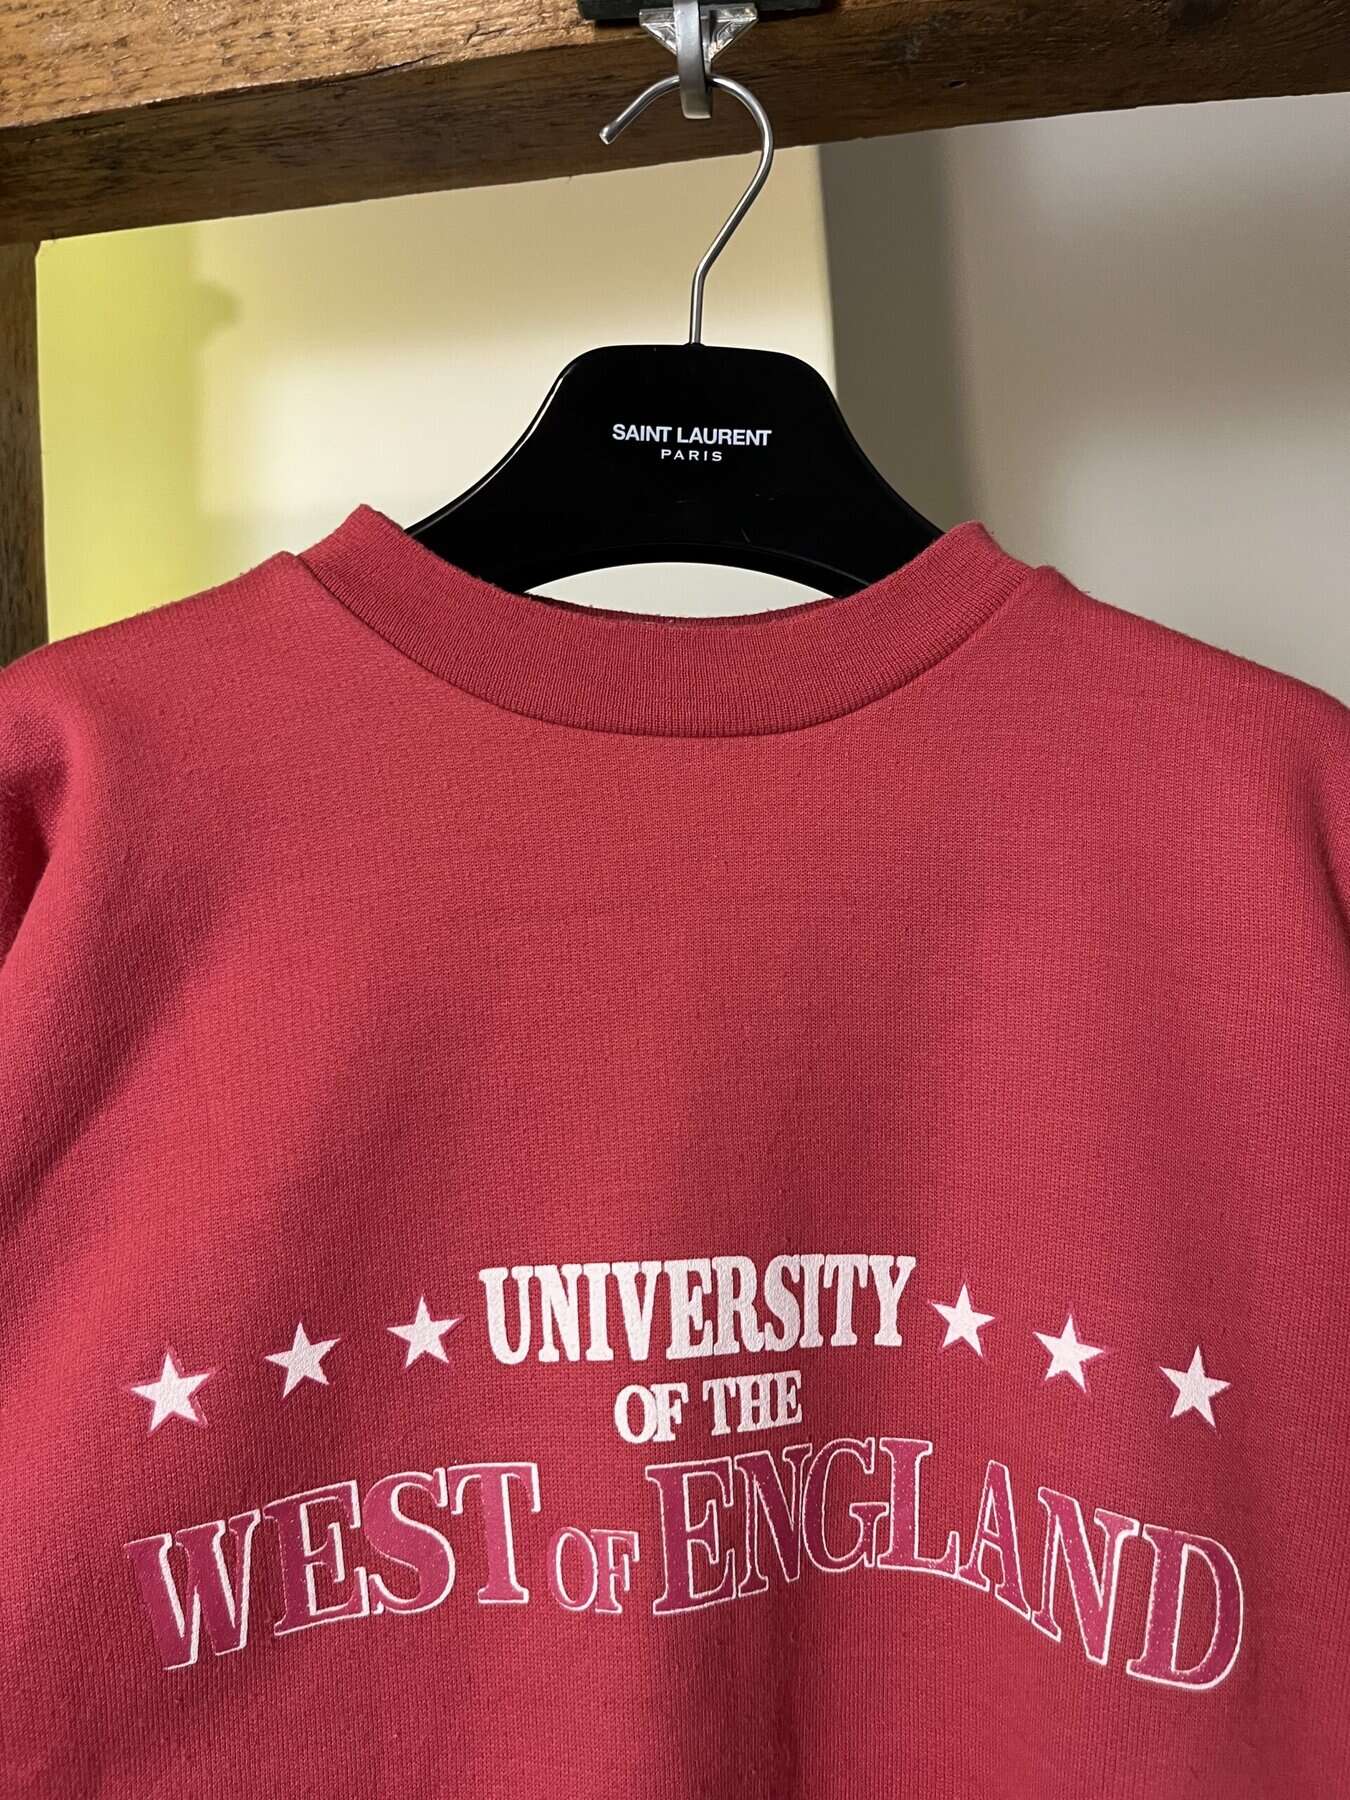 SAINT LAURENT
PARIS
UNIVERSITY
OF THE
WEST OF ENGLAND